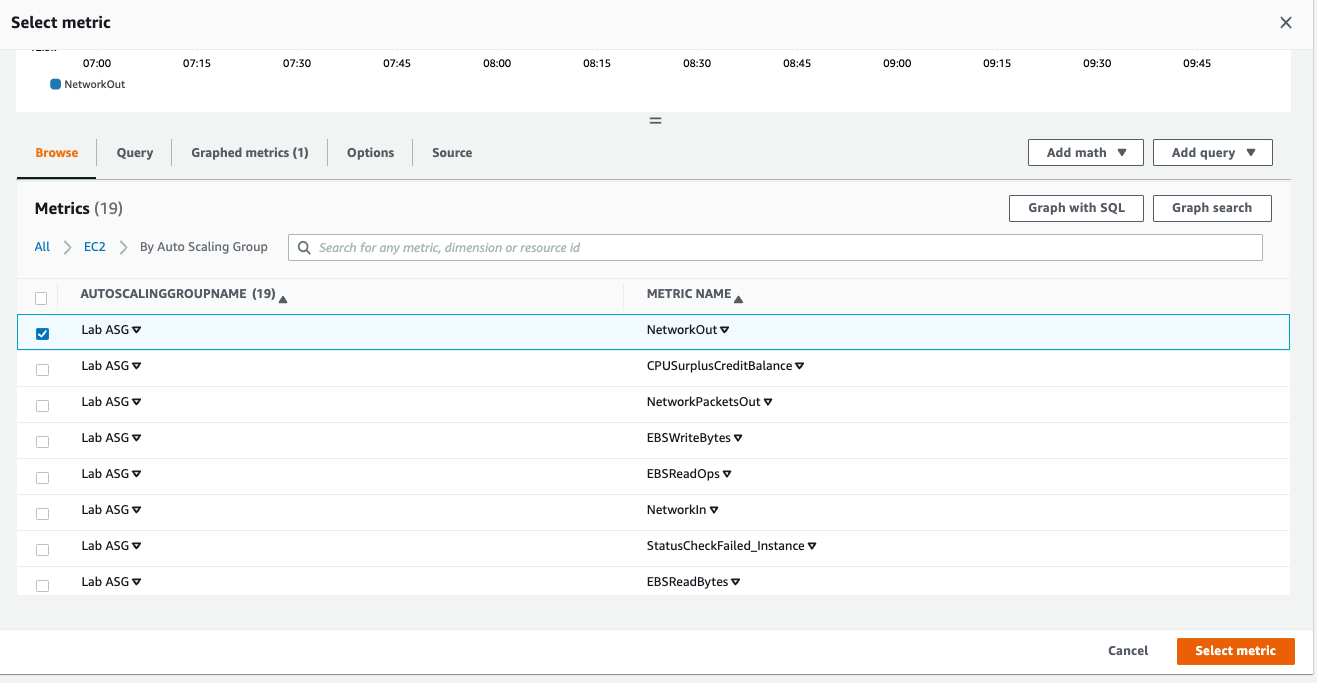 Select metric
07:00 07:15 07:30 07:45 08:00 08:15 08:30 08:45 09:00 09:15 09:30 09:45
NetworkOut
Browse Query Graphed metrics (1) Options Source Add math Add query
Metrics (19) Graph with SQL Graph search
All EC2 By Auto Scaling Group Search for any metric, dimension or resource id
AUTOSCALINGGROUPNAME (19) METRIC NAME
Lab ASG NetworkOut
Lab ASG CPUSurplusCreditBalance
Lab ASG NetworkPacketsOut
Lab ASG EBSWriteBytes
Lab ASG EBSReadOps
Lab ASG NetworkIn
Lab ASG StatusCheckFailed_Instance
Lab ASG EBSReadBytes
Cancel Select metric